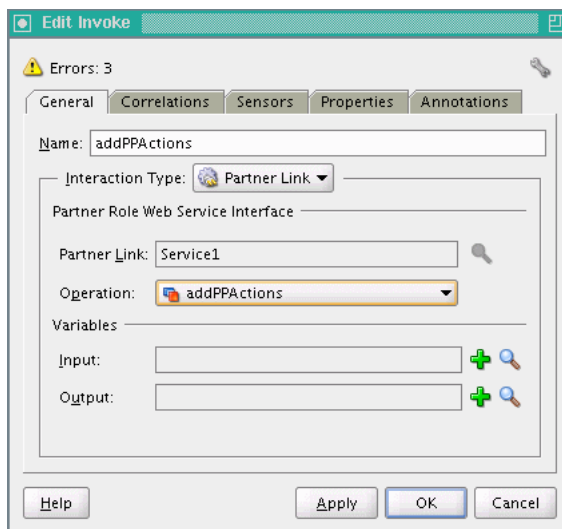 Edit Invoke
Errors: 3
General Correlations Sensors Properties Annotations
Name: addPPActions
Interaction Type: Partner Link
Partner Role Web Service Interface
Partner Link: Service1
Operation: addPPActions
Variables
Input:
Output:
Help Apply OK Cancel